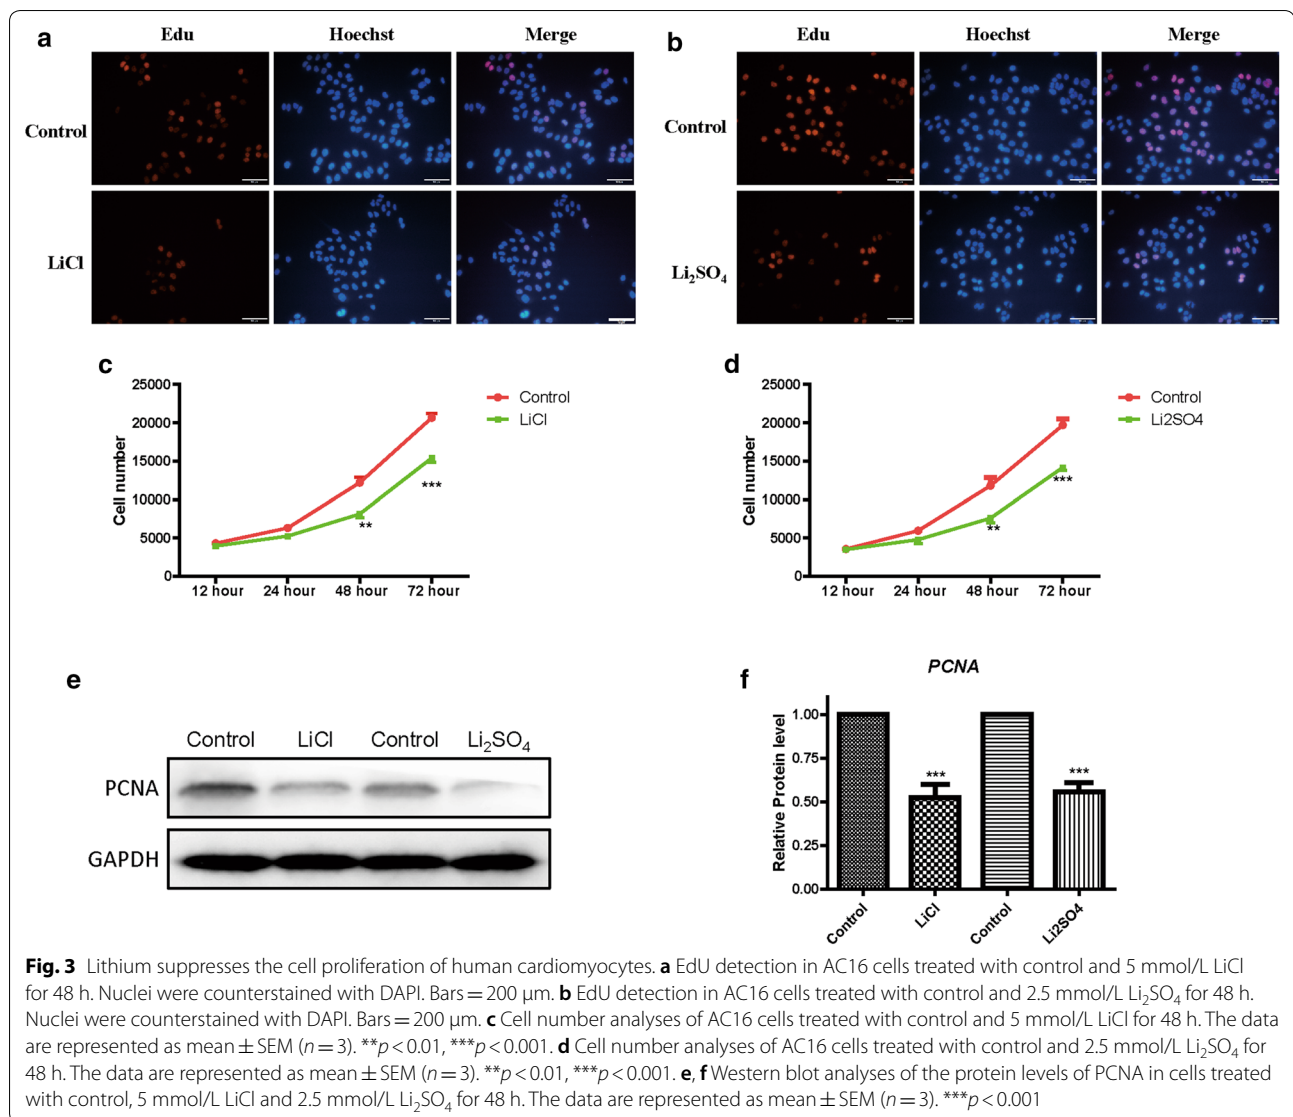 a
Edu Hoechst Merge
Control
LiCl
b
Edu Hoechst Merge
Control
Li₂SO₄
c
25000
20000
15000
10000
5000
0
Cell number
12 hour 24 hour 48 hour 72 hour
Control
LiCl
**
***
d
25000
20000
15000
10000
5000
0
Cell number
12 hour 24 hour 48 hour 72 hour
Control
Li2SO4
**
***
e
Control LiCl Control Li₂SO₄
PCNA
GAPDH
f
PCNA
Relative Protein level
1.00
0.75
0.50
0.25
0.00
***
***
Control LiCl Control Li2SO4
Fig. 3 Lithium suppresses the cell proliferation of human cardiomyocytes. a EdU detection in AC16 cells treated with control and 5 mmol/L LiCl
for 48 h. Nuclei were counterstained with DAPI. Bars = 200 μm. b EdU detection in AC16 cells treated with control and 2.5 mmol/L Li₂SO₄ for 48 h.
Nuclei were counterstained with DAPI. Bars = 200 μm. c Cell number analyses of AC16 cells treated with control and 5 mmol/L LiCl for 48 h. The data
are represented as mean ± SEM (n = 3). **p < 0.01, ***p < 0.001. d Cell number analyses of AC16 cells treated with control and 2.5 mmol/L Li₂SO₄ for
48 h. The data are represented as mean ± SEM (n = 3). **p < 0.01, ***p < 0.001. e, f Western blot analyses of the protein levels of PCNA in cells treated
with control, 5 mmol/L LiCl and 2.5 mmol/L Li₂SO₄ for 48 h. The data are represented as mean ± SEM (n = 3). ***p < 0.001